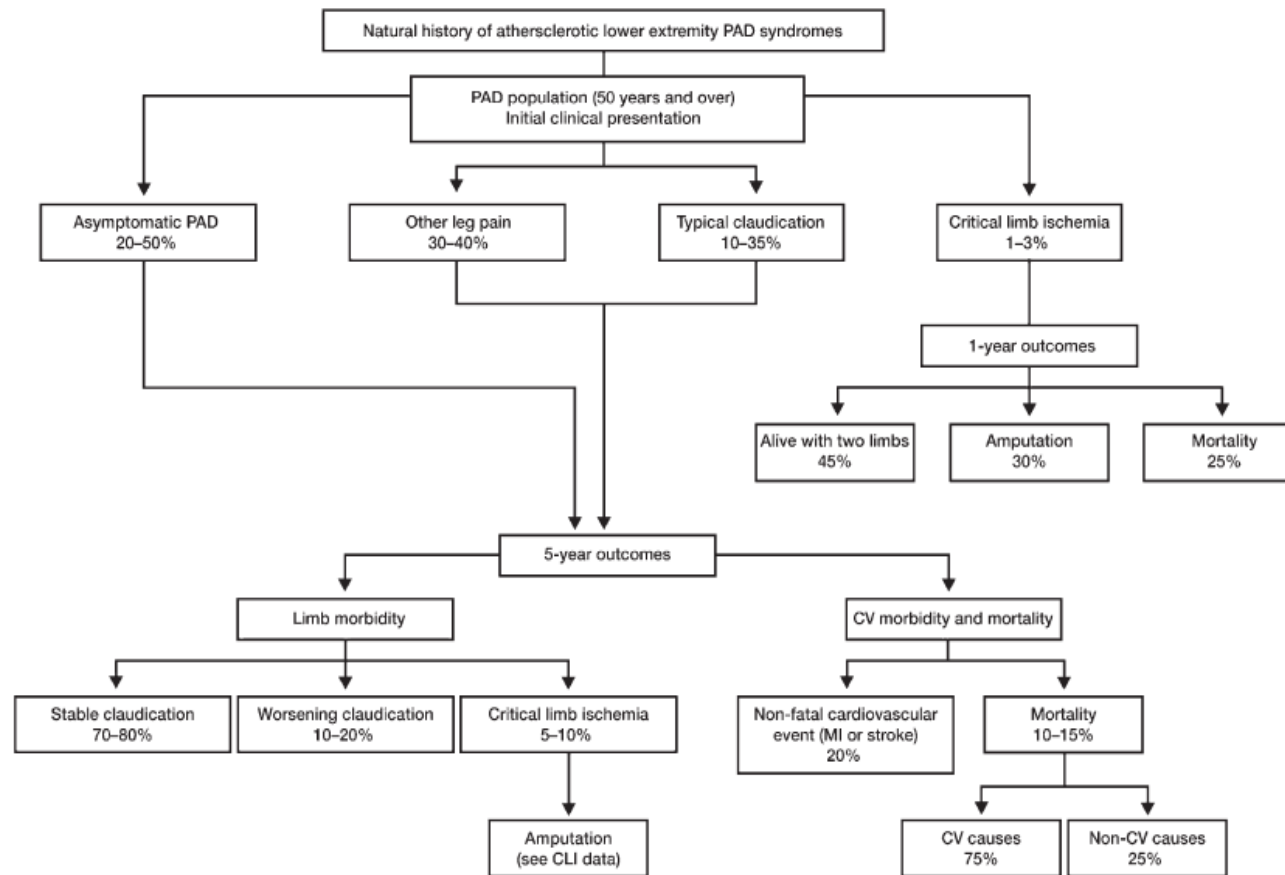 Natural history of athersclerotic lower extremity PAD syndromes
PAD population (50 years and over)
Initial clinical presentation
Asymptomatic PAD
20–50%
Other leg pain
30–40%
Typical claudication
10–35%
Critical limb ischemia
1–3%
1-year outcomes
Alive with two limbs
45%
Amputation
30%
Mortality
25%
5-year outcomes
Limb morbidity
CV morbidity and mortality
Stable claudication
70–80%
Worsening claudication
10–20%
Critical limb ischemia
5–10%
Non-fatal cardiovascular
event (MI or stroke)
20%
Mortality
10–15%
Amputation
(see CLI data)
CV causes
75%
Non-CV causes
25%